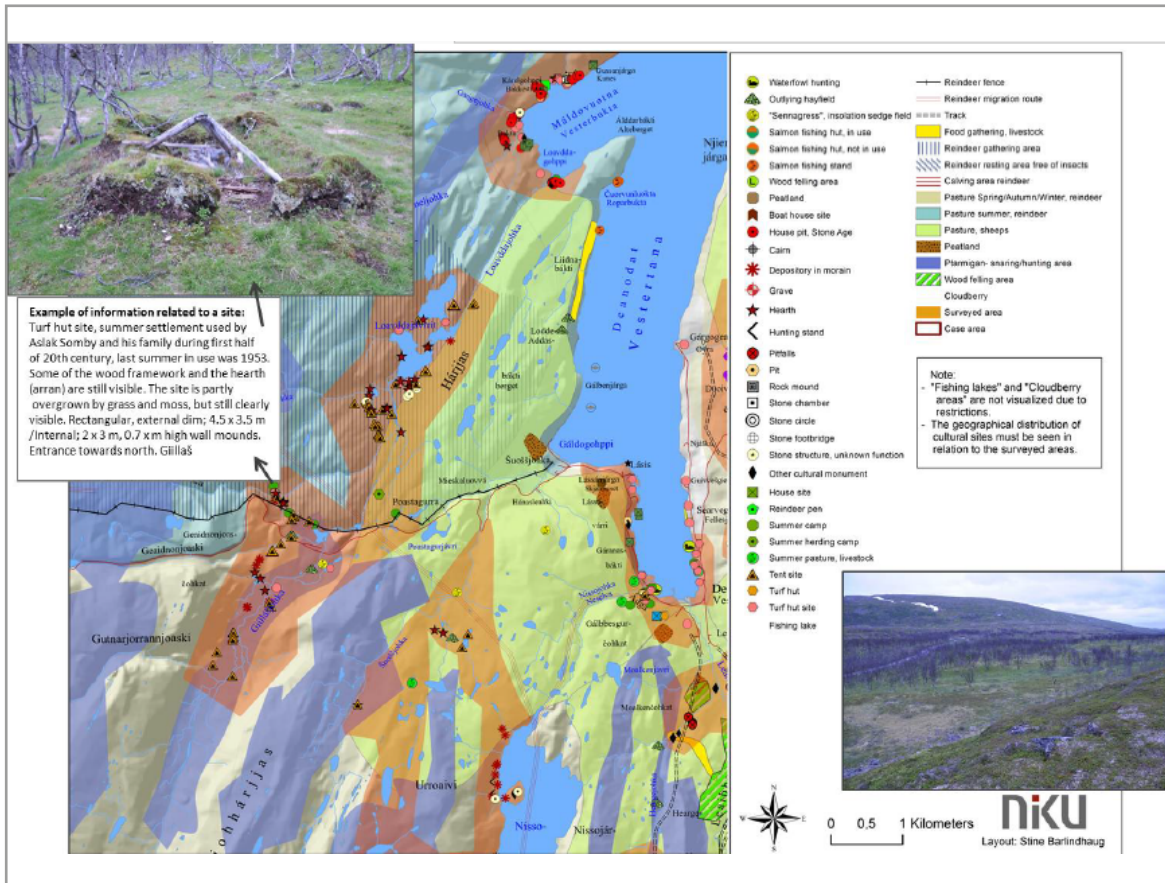 Example of information related to a site:
Turf hut site, summer settlement used by
Aslak Somby and his family during first half
of 20th century, last summer in use was 1953.
Some of the wood framework and the hearth
(arran) are still visible. The site is partly
overgrown by grass and moss, but still clearly
visible. Rectangular, external dim; 4.5 x 3.5 m
/Internal; 2 x 3 m, 0.7 x m high wall mounds.
Entrance towards north. Gillaš
Máldovuotna
Vesterbukta
Deanodat
Vestertana
Hárjjas
Gáldogohppi
Lássis
Gutnarjorrannjoaski
Urroaivi
Nisso-
Nissojár-
Waterfowl hunting
Outlying hayfield
"Sennagress", insolation sedge field
Salmon fishing hut, in use
Salmon fishing hut, not in use
Salmon fishing stand
Wood felling area
Peatland
Boat house site
House pit, Stone Age
Cairn
Depository in morain
Grave
Hearth
Hunting stand
Pitfalls
Pit
Rock mound
Stone chamber
Stone circle
Stone footbridge
Stone structure, unknown function
Other cultural monument
House site
Reindeer pen
Summer camp
Summer herding camp
Summer pasture, livestock
Tent site
Turf hut
Turf hut site
Fishing lake
Reindeer fence
Reindeer migration route
Track
Food gathering, livestock
Reindeer gathering area
Reindeer resting area free of insects
Calving area reindeer
Pasture Spring/Autumn/Winter, reindeer
Pasture summer, reindeer
Pasture, sheeps
Peatland
Ptarmigan- snaring/hunting area
Wood felling area
Cloudberry
Surveyed area
Case area
Note:
- "Fishing lakes" and "Cloudberry
areas" are not visualized due to
restrictions.
- The geographical distribution of
cultural sites must be seen in
relation to the surveyed areas.
N
W E
S
0 0,5 1 Kilometers
NIKU
Layout: Stine Barlindhaug